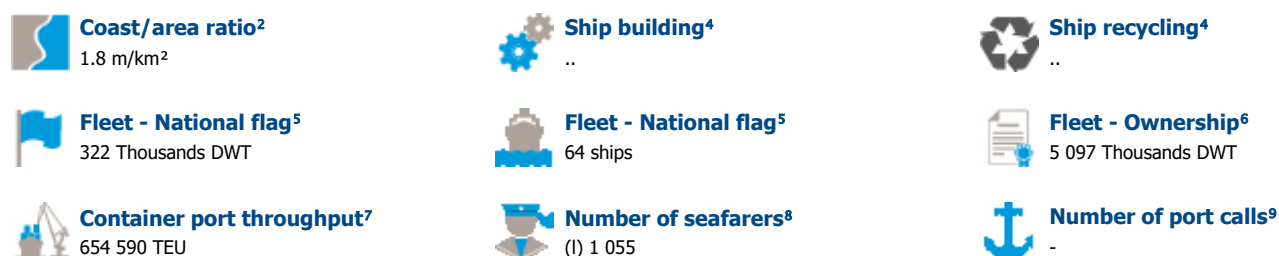 Coast/area ratio²
1.8 m/km²
Ship building⁴
..
Ship recycling⁴
..
Fleet - National flag⁵
322 Thousands DWT
Fleet - National flag⁵
64 ships
Fleet - Ownership⁶
5 097 Thousands DWT
Container port throughput⁷
654 590 TEU
Number of seafarers⁸
(l) 1 055
Number of port calls⁹
-